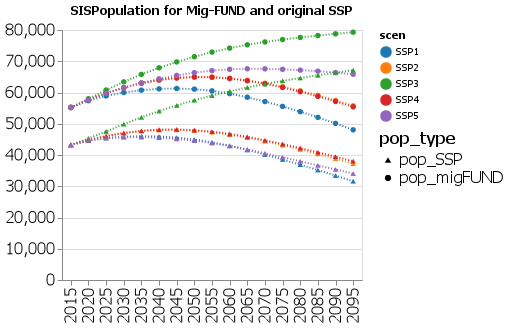 SISPopulation for Mig-FUND and original SSP
80,000
70,000
60,000
50,000
40,000
30,000
20,000
10,000
0
2015
2020
2025
2030
2035
2040
2045
2050
2055
2060
2065
2070
2075
2080
2085
2090
2095
scen
SSP1
SSP2
SSP3
SSP4
SSP5
pop_type
pop_SSP
pop_migFUND